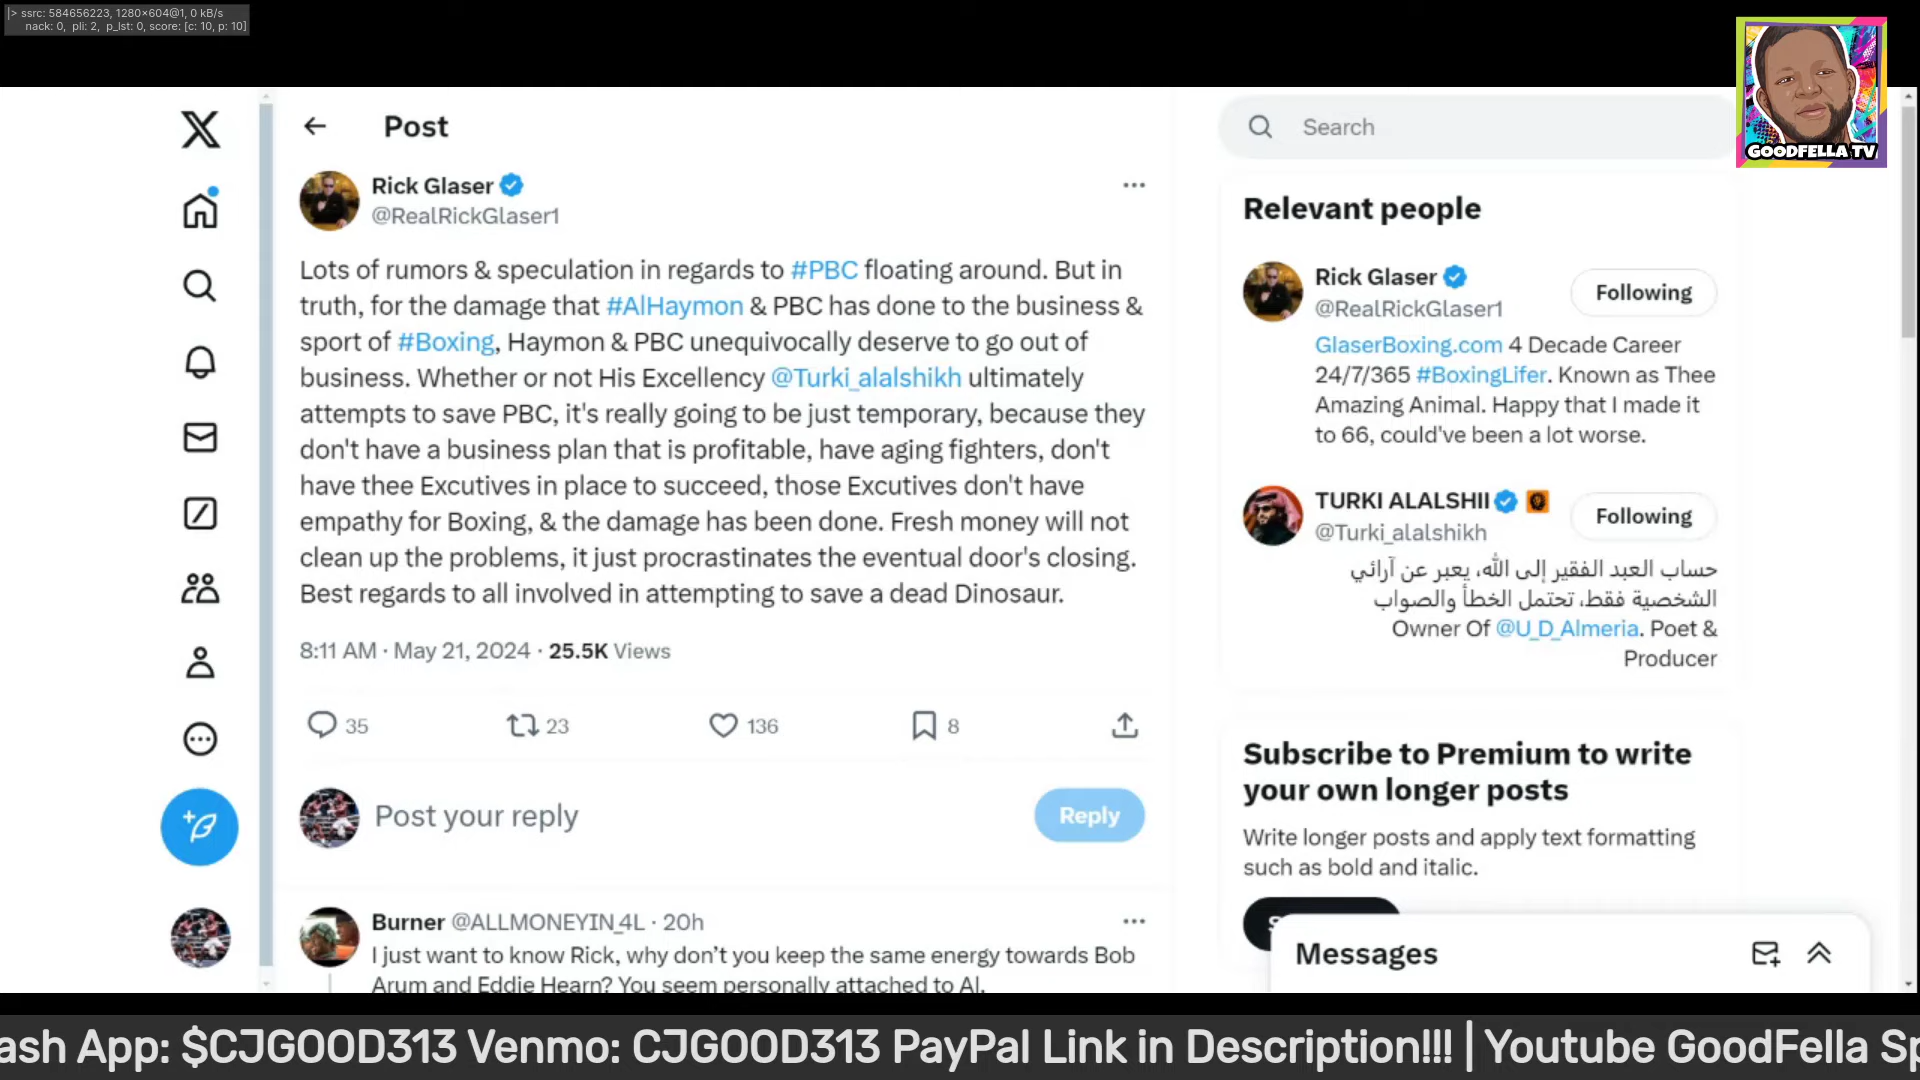 |> ssrc: 584656223, 1280×604@1, 0 kB/s
nack: 0, pli: 2, p_lst: 0, score: [c: 10, p: 10]
GOODFELLA TV
Post
Rick Glaser
@RealRickGlaser1
Lots of rumors & speculation in regards to #PBC floating around. But in
truth, for the damage that #AlHaymon & PBC has done to the business &
sport of #Boxing, Haymon & PBC unequivocally deserve to go out of
business. Whether or not His Excellency @Turki_alalshikh ultimately
attempts to save PBC, it's really going to be just temporary, because they
don't have a business plan that is profitable, have aging fighters, don't
have thee Excutives in place to succeed, those Excutives don't have
empathy for Boxing, & the damage has been done. Fresh money will not
clean up the problems, it just procrastinates the eventual door's closing.
Best regards to all involved in attempting to save a dead Dinosaur.
8:11 AM · May 21, 2024 · 25.5K Views
35 23 136 8
Post your reply
Reply
Burner @ALLMONEYIN_4L · 20h
I just want to know Rick, why don't you keep the same energy towards Bob
Arum and Eddie Hearn? You seem personally attached to Al.
Search
Relevant people
Rick Glaser
@RealRickGlaser1
Following
GlaserBoxing.com 4 Decade Career
24/7/365 #BoxingLifer. Known as Thee
Amazing Animal. Happy that I made it
to 66, could've been a lot worse.
TURKI ALALSHII
@Turki_alalshikh
Following
حساب العبد الفقير إلى الله، يعبر عن آرائي
الشخصية فقط، تحتمل الخطأ والصواب
Owner Of @U_D_Almeria. Poet &
Producer
Subscribe to Premium to write
your own longer posts
Write longer posts and apply text formatting
such as bold and italic.
Messages
ash App: $CJGOOD313 Venmo: CJGOOD313 PayPal Link in Description!!! | Youtube GoodFella Sp